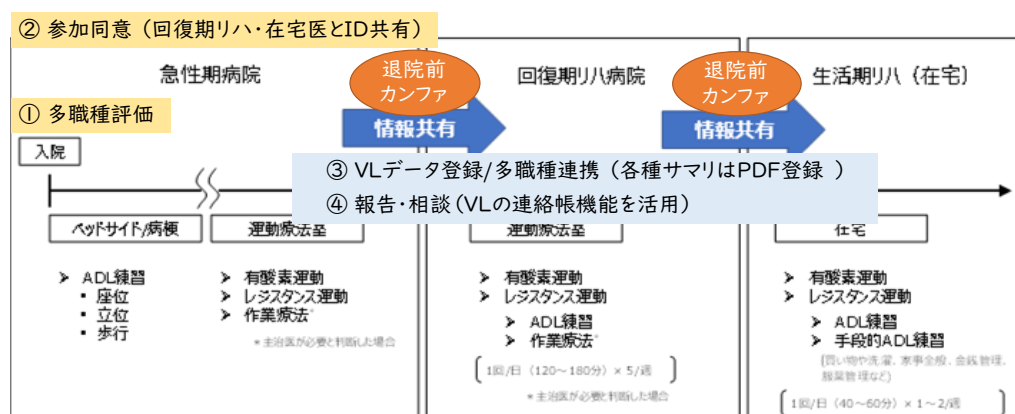 ② 参加同意（回復期リハ・在宅医とID共有）
急性期病院
退院前
カンファ
情報共有
回復期リハ病院
退院前
カンファ
情報共有
生活期リハ（在宅）
① 多職種評価
入院
③ VLデータ登録/多職種連携（各種サマリはPDF登録 ）
④ 報告・相談（VLの連絡帳機能を活用）
ベッドサイド/病棟
運動療法室
運動療法室
在宅
➤ ADL練習
▪ 座位
▪ 立位
▪ 歩行
➤ 有酸素運動
➤ レジスタンス運動
➤ 作業療法*
* 主治医が必要と判断した場合
➤ 有酸素運動
➤ レジスタンス運動
➤ ADL練習
➤ 作業療法*
1回/日（120～180分）× 5/週
* 主治医が必要と判断した場合
➤ 有酸素運動
➤ レジスタンス運動
➤ ADL練習
➤ 手段的ADL練習
(買い物や洗濯、家事全般、金銭管理、
服薬管理など)
1回/日（40～60分）× 1～2/週